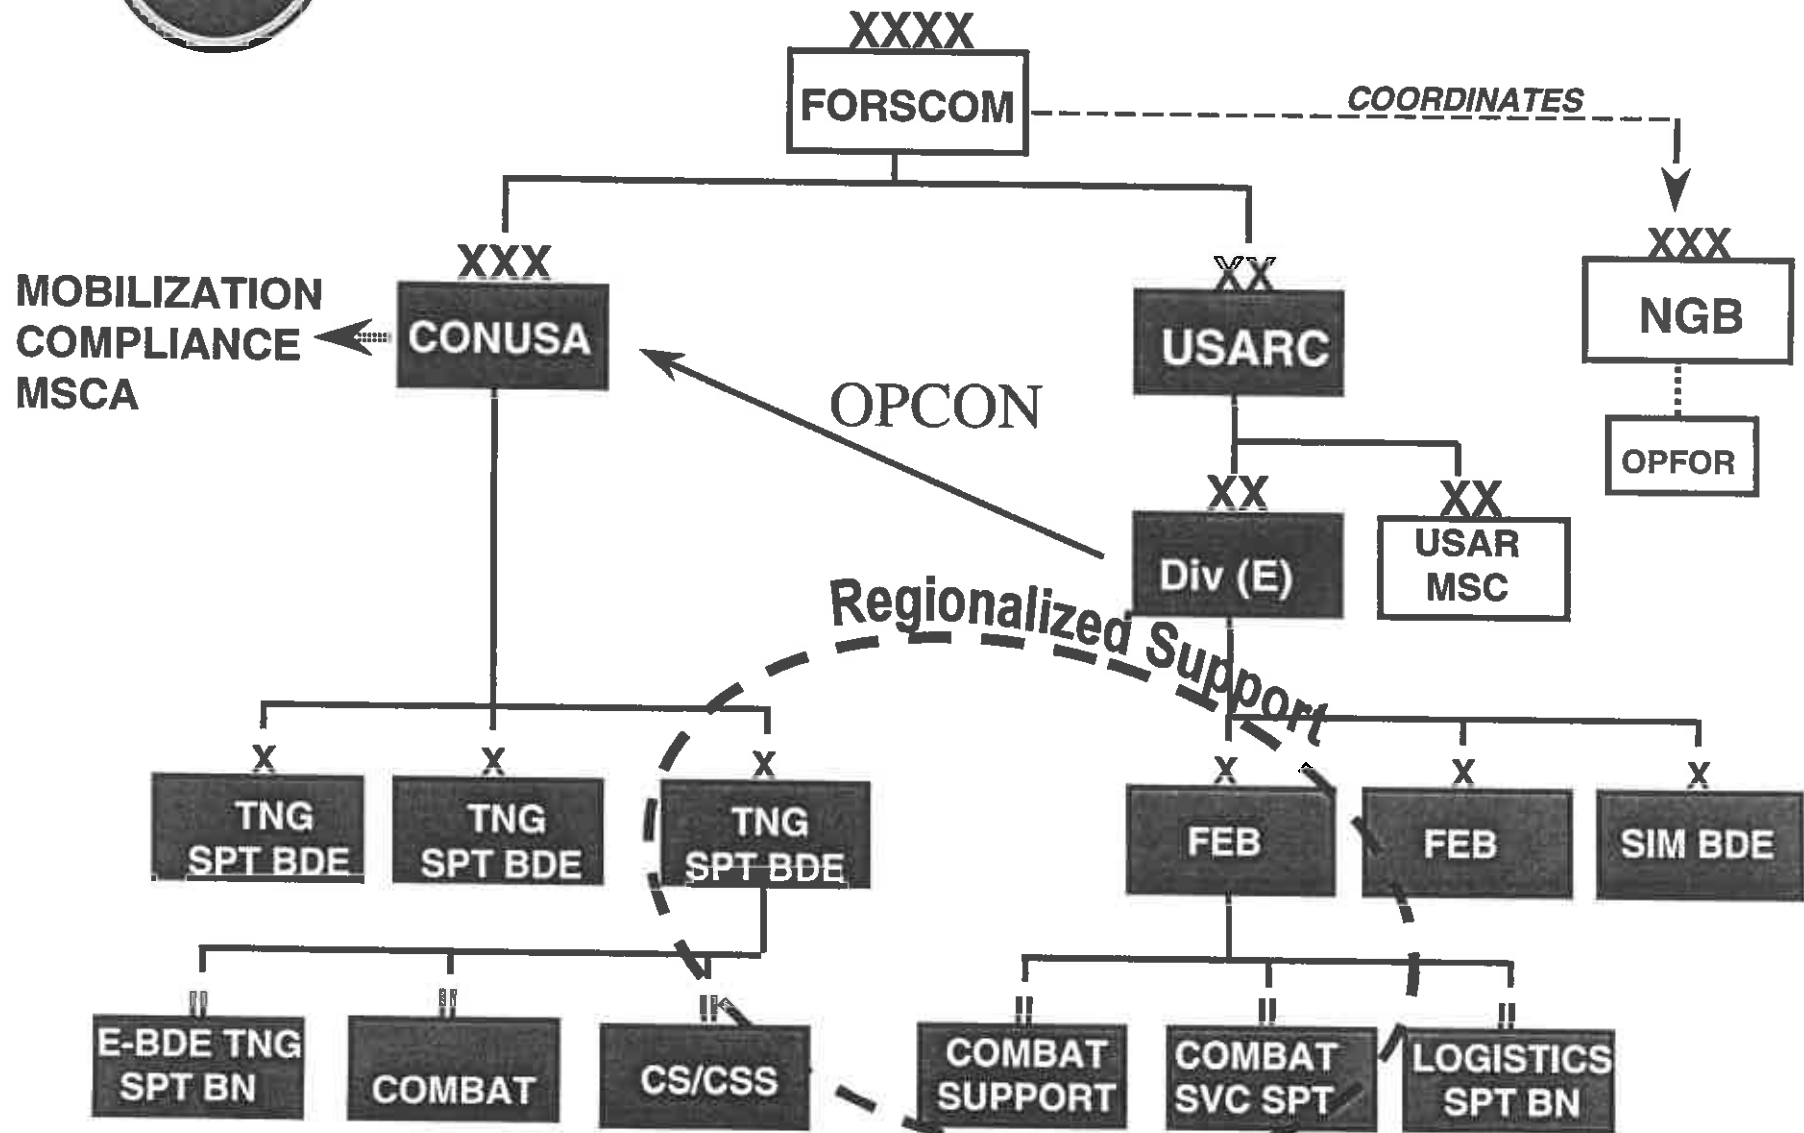 XXXX
FORSCOM
COORDINATES
XXX
MOBILIZATION
COMPLIANCE
MSCA
CONUSA
XX
USARC
XXX
NGB
OPCON
OPFOR
XX
Div (E)
XX
USAR
MSC
Regionalized Support
X
TNG
SPT BDE
X
TNG
SPT BDE
X
TNG
SPT BDE
X
FEB
X
FEB
X
SIM BDE
II
E-BDE TNG
SPT BN
II
COMBAT
II
CS/CSS
II
COMBAT
SUPPORT
II
COMBAT
SVC SPT
II
LOGISTICS
SPT BN